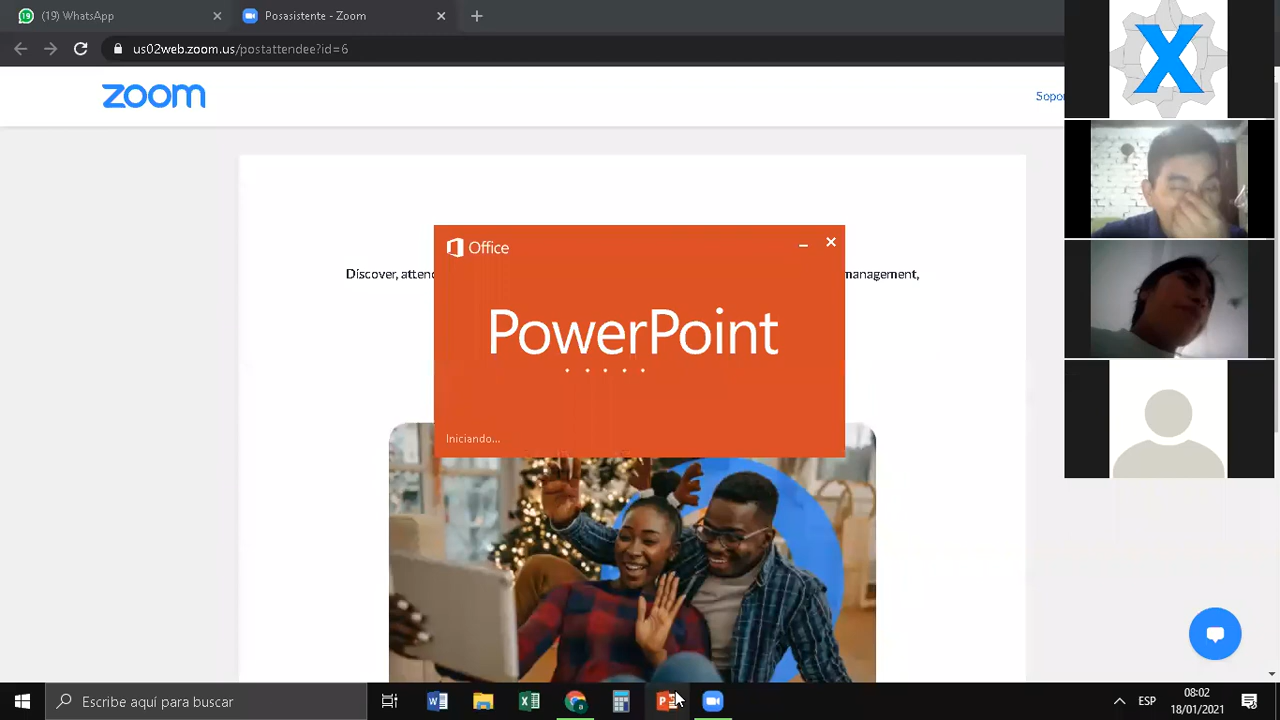 (19) WhatsApp
Posasistente - Zoom
us02web.zoom.us/postattendee?id=6
zoom
Sopor
X
Office
Discover, attend
management,
PowerPoint
Iniciando...
Escribe aquí para buscar
ESP
08:02
18/01/2021